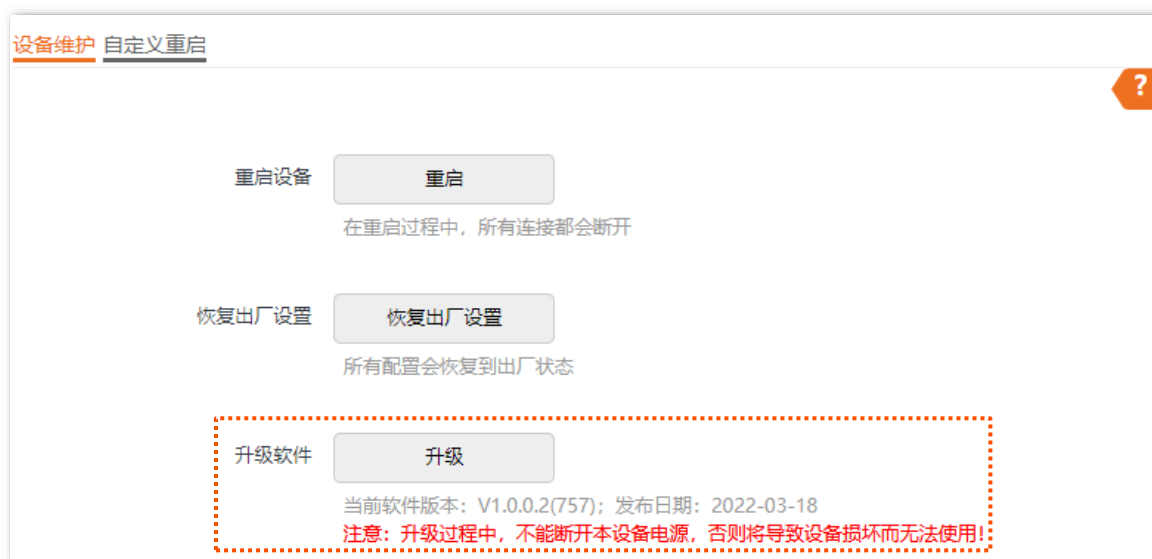 设备维护 自定义重启
?
重启设备 重启
在重启过程中，所有连接都会断开
恢复出厂设置 恢复出厂设置
所有配置会恢复到出厂状态
升级软件 升级
当前软件版本：V1.0.0.2(757)；发布日期：2022-03-18
注意：升级过程中，不能断开本设备电源，否则将导致设备损坏而无法使用!